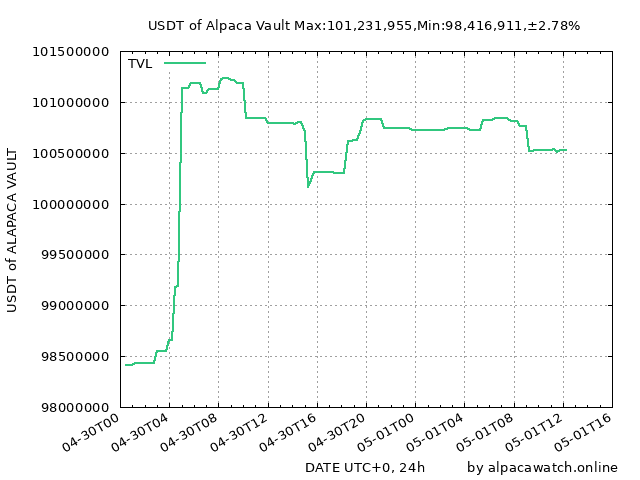 USDT of Alpaca Vault Max:101,231,955,Min:98,416,911,±2.78%
TVL
USDT of ALAPACA VAULT
101500000
101000000
100500000
100000000
99500000
99000000
98500000
98000000
04-30T00
04-30T04
04-30T08
04-30T12
04-30T16
04-30T20
05-01T00
05-01T04
05-01T08
05-01T12
05-01T16
DATE UTC+0, 24h
by alpacawatch.online